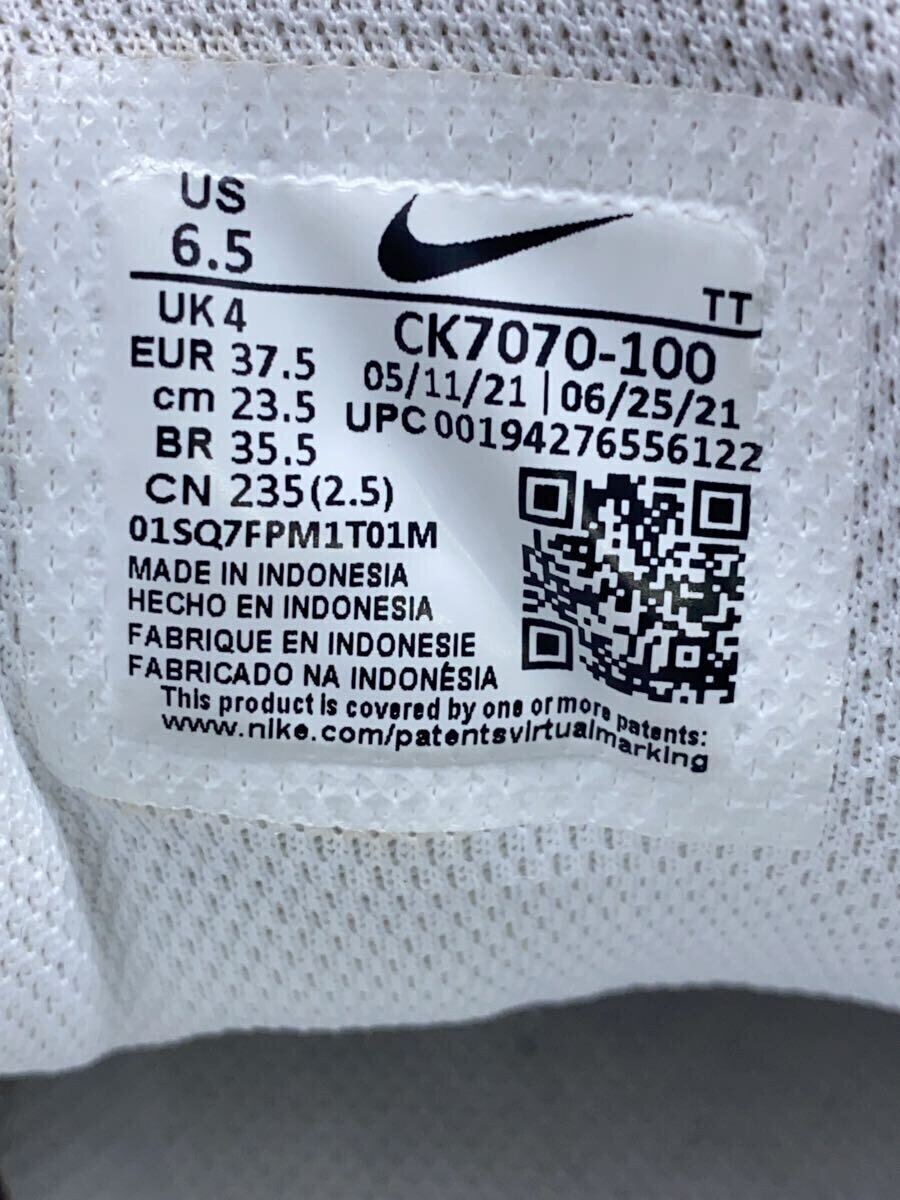 US
6.5
TT
UK 4
EUR 37.5
cm 23.5
BR 35.5
CN 235(2.5)
CK7070-100
05/11/21 | 06/25/21
UPC 00194276556122
01SQ7FPM1T01M
MADE IN INDONESIA
HECHO EN INDONESIA
FABRIQUE EN INDONESIE
FABRICADO NA INDONÉSIA
This product is covered by one or more patents:
www.nike.com/patentsvirtualmarking